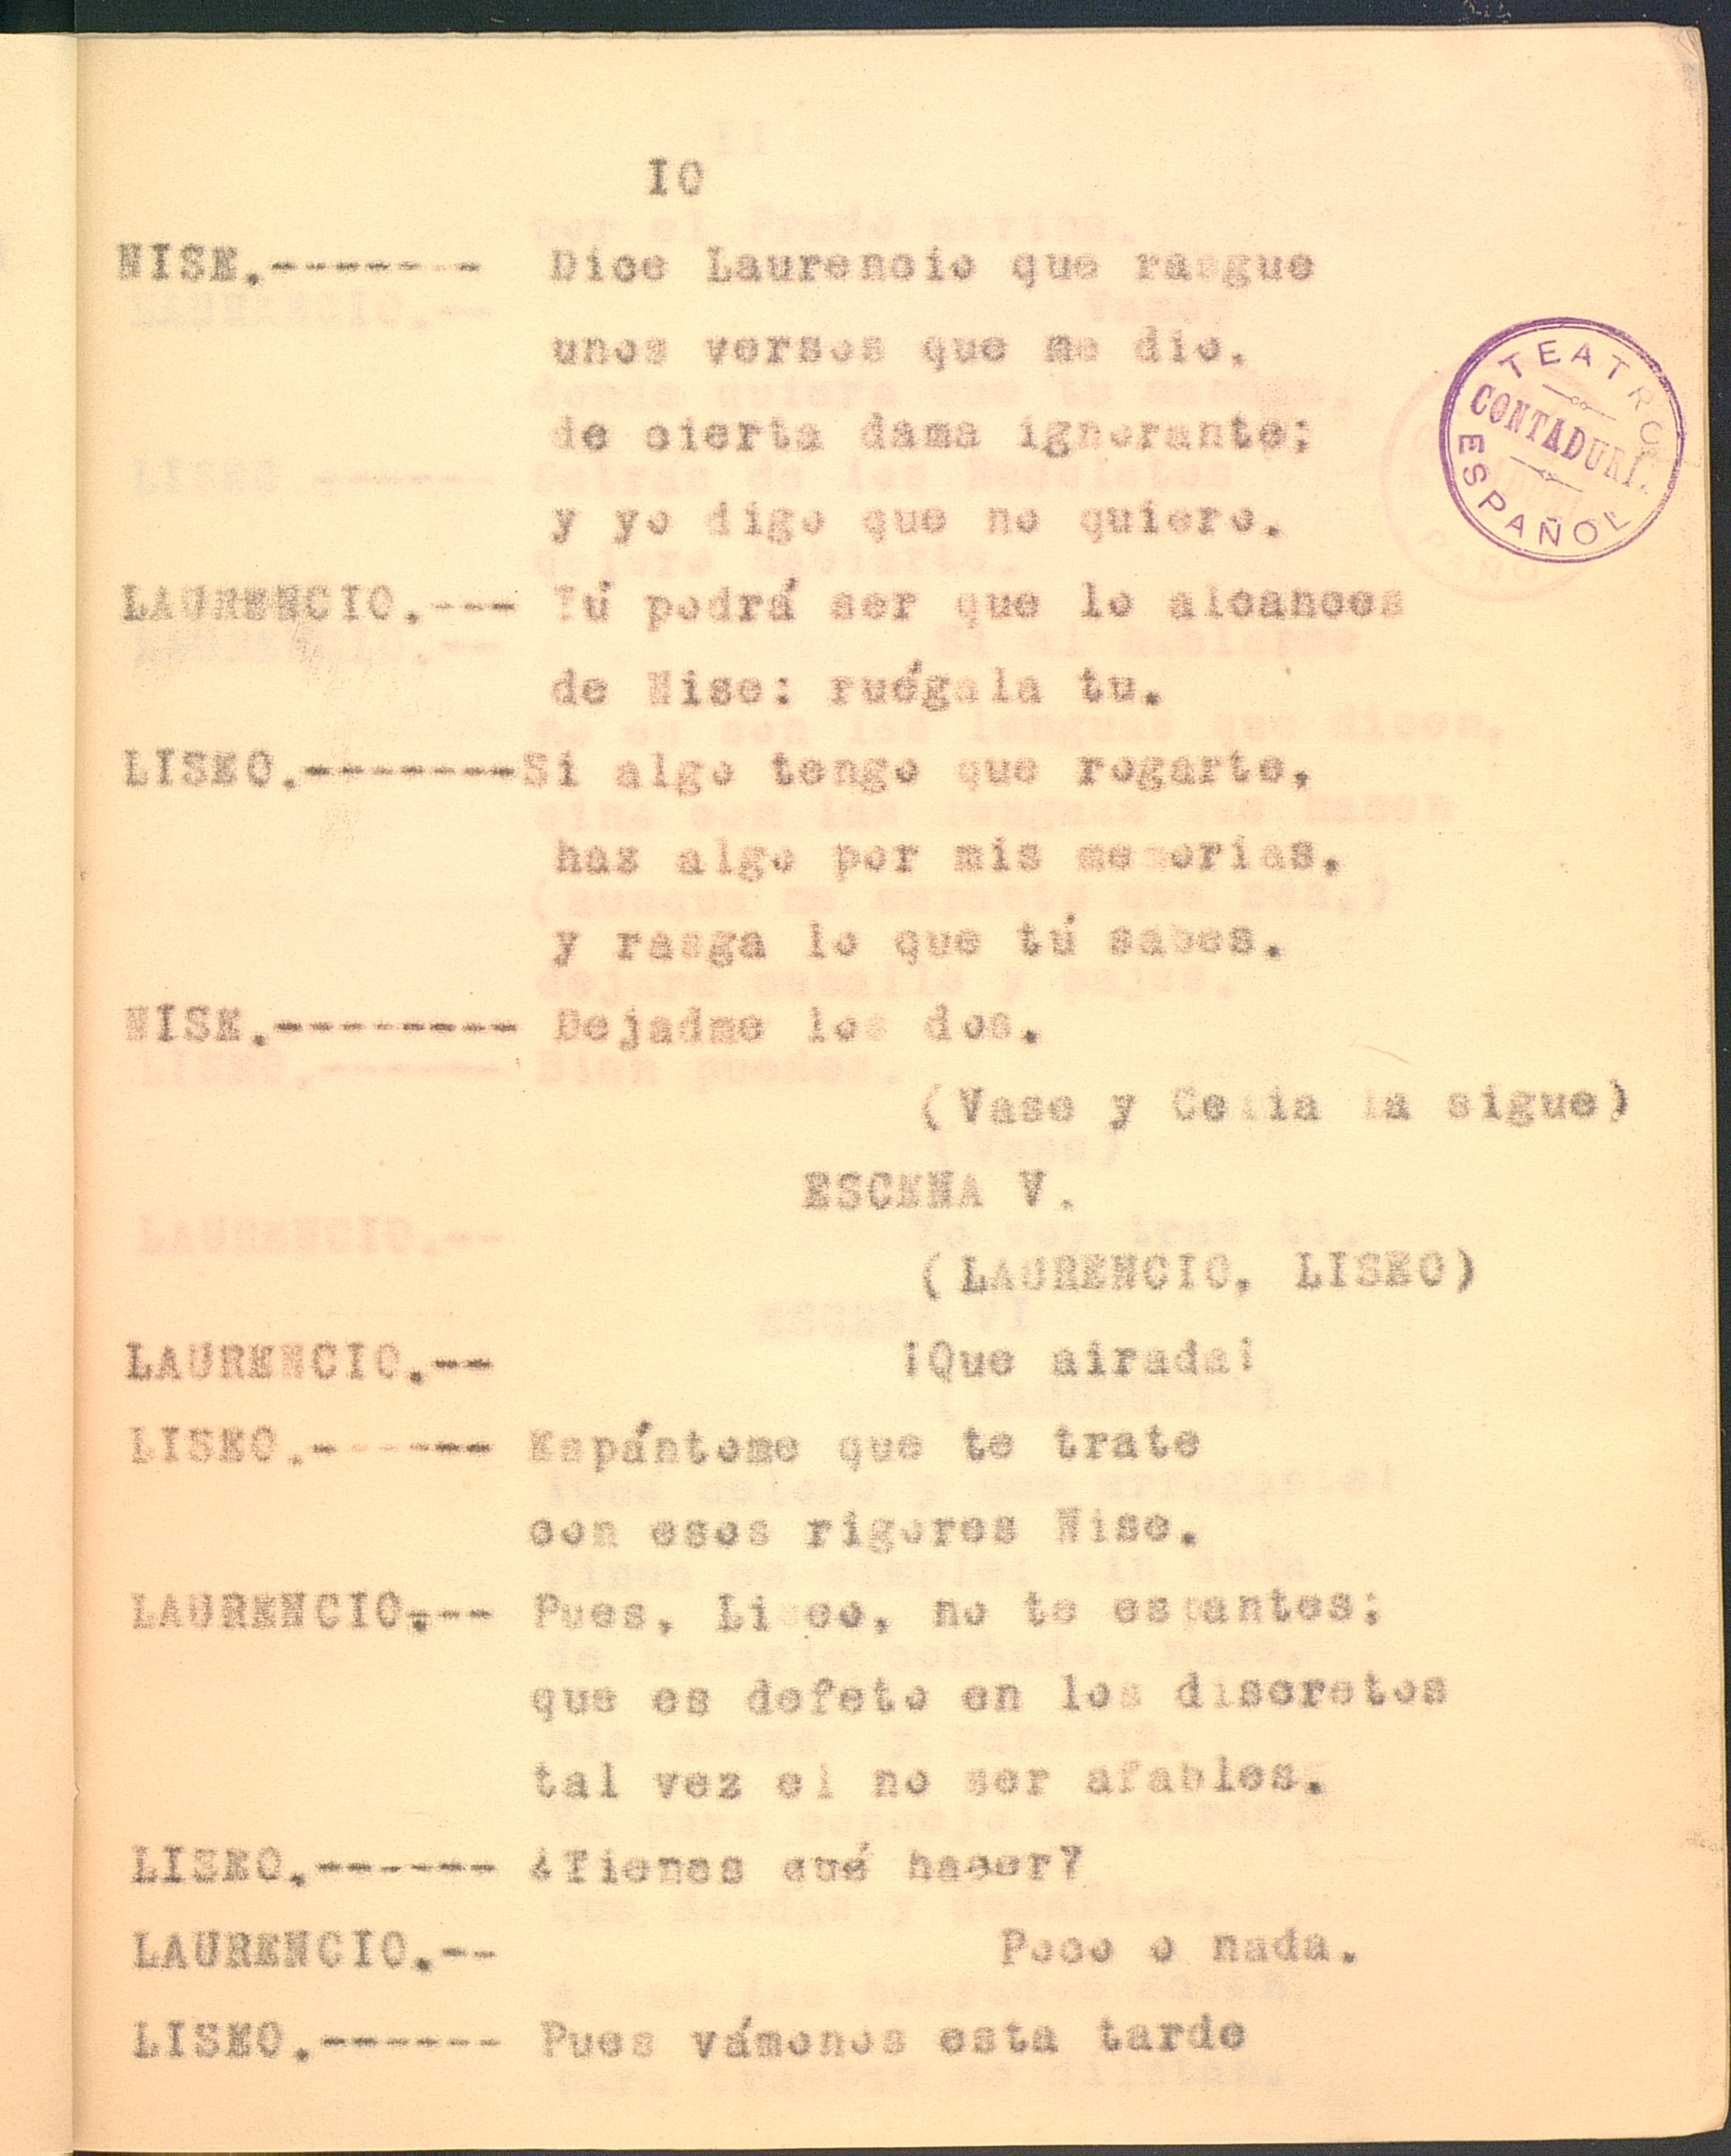 IO
NISE.------- Dice Laurencio que rasgue
unos versos que me dio,
de cierta dama ignorante;
y yo digo que no quiero.
LAURENCIO.--- Tú podrá ser que lo alcances
de Nise: ruégala tu.
LISEO.-------Si algo tengo que rogarte,
haz algo por mis memorias,
y rasga lo que tú sabes.
NISE.-------- Dejadme los dos.
(Vase y Celia la sigue)
ESCENA V.
(LAURENCIO, LISEO)
LAURENCIO.-- ¡Que airada!
LISEO.------ Espántome que te trate
con esos rigores Nise.
LAURENCIO.-- Pues, Liseo, no te espantes;
que es defeto en los discretos
tal vez el no ser afables.
LISEO.------ ¿Tienes qué hacer?
LAURENCIO.-- Poco o nada.
LISEO.------ Pues vámonos esta tarde
TEATRO ESPAÑOL
CONTADURÍA